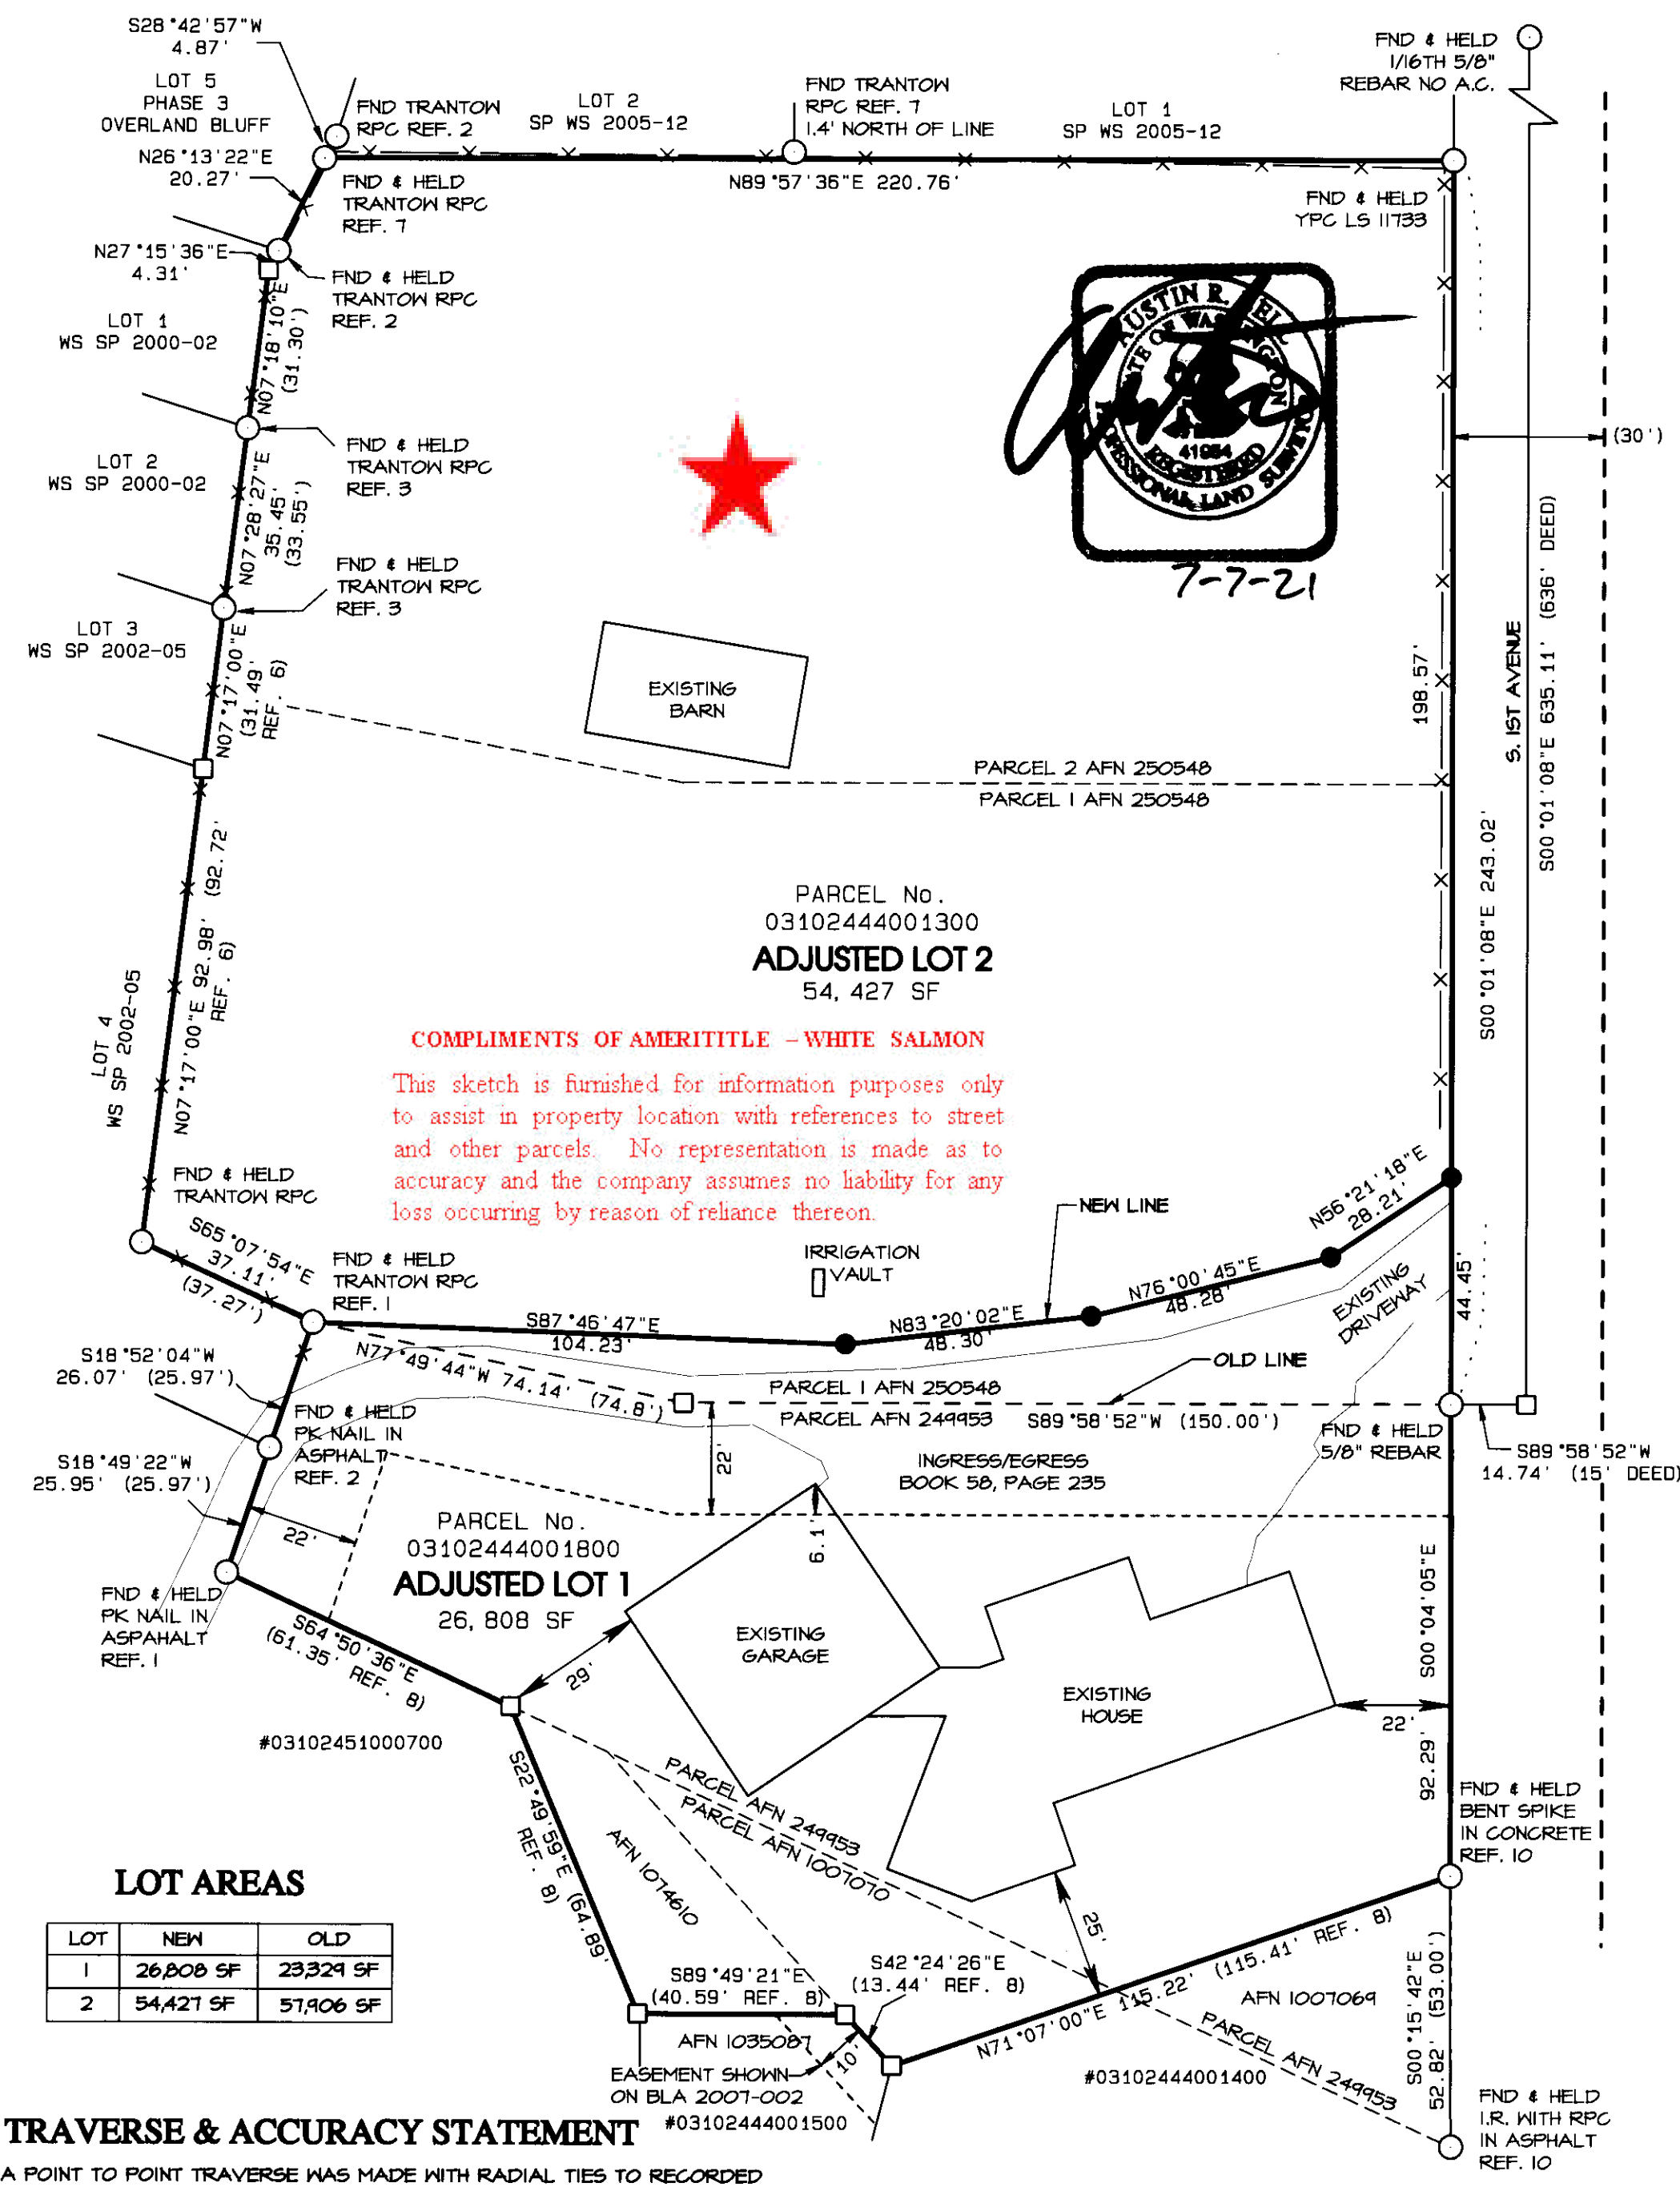 S28°42'57"W
4.87'
LOT 5
PHASE 3
OVERLAND BLUFF
FND TRANTOW
RPC REF. 2
LOT 2
SP WS 2005-12
FND TRANTOW
RPC REF. 7
1.4' NORTH OF LINE
LOT 1
SP WS 2005-12
FND & HELD
1/16TH 5/8"
REBAR NO A.C.
N26°13'22"E
20.27'
FND & HELD
TRANTOW RPC
REF. 7
N89°57'36"E 220.76'
FND & HELD
YPC LS 11733
N27°15'36"E
4.31'
FND & HELD
TRANTOW RPC
REF. 2
LOT 1
WS SP 2000-02
N07°18'10"E
(31.30')
AUSTIN R.
STATE OF WASHINGTON
41954
REGISTERED
PROFESSIONAL LAND SURVEYOR
7-7-21
(30')
LOT 2
WS SP 2000-02
FND & HELD
TRANTOW RPC
REF. 3
N07°28'27"E
35.45'
(33.55')
FND & HELD
TRANTOW RPC
REF. 3
LOT 3
WS SP 2002-05
N07°17'00"E
(31.49'
REF. 6)
EXISTING
BARN
198.57'
S. 1ST AVENUE
S00°01'08"E 635.11' (636' DEED)
PARCEL 2 AFN 250548
PARCEL 1 AFN 250548
S00°01'08"E 243.02'
PARCEL No.
03102444001300
ADJUSTED LOT 2
54,427 SF
LOT 4
WS SP 2002-05
N07°17'00"E 92.98' (92.72'
REF. 6)
COMPLIMENTS OF AMERITITLE – WHITE SALMON
This sketch is furnished for information purposes only
to assist in property location with references to street
and other parcels. No representation is made as to
accuracy and the company assumes no liability for any
loss occurring by reason of reliance thereon.
FND & HELD
TRANTOW RPC
S65°07'54"E
37.11'
(37.27')
FND & HELD
TRANTOW RPC
REF. 1
IRRIGATION
VAULT
NEW LINE
N56°21'18"E
28.21'
N76°00'45"E
48.28'
N83°20'02"E
48.30'
S87°46'47"E
104.23'
EXISTING
DRIVEWAY
44.45'
S18°52'04"W
26.07' (25.97')
N77°49'44"W 74.14' (74.8')
OLD LINE
PARCEL 1 AFN 250548
PARCEL AFN 249953
S89°58'52"W (150.00')
FND & HELD
PK NAIL IN
ASPHALT
REF. 2
22'
INGRESS/EGRESS
BOOK 58, PAGE 235
FND & HELD
5/8" REBAR
S89°58'52"W
14.74' (15' DEED)
S18°49'22"W
25.95' (25.97')
22'
PARCEL No.
03102444001800
ADJUSTED LOT 1
26,808 SF
6.1'
FND & HELD
PK NAIL IN
ASPAHALT
REF. 1
S64°50'36"E
(61.35' REF. 8)
29'
EXISTING
GARAGE
EXISTING
HOUSE
22'
S00°04'05"E
92.29'
#03102451000700
S22°49'59"E (64.89'
REF. 8)
PARCEL AFN 249953
PARCEL AFN 1007070
AFN 1074610
FND & HELD
BENT SPIKE
IN CONCRETE
REF. 10
LOT AREAS
LOT NEW OLD
1 26,808 SF 23,329 SF
2 54,427 SF 57,906 SF
25'
S89°49'21"E
(40.59' REF. 8)
S42°24'26"E
(13.44' REF. 8)
N71°07'00"E 115.22' (115.41' REF. 8)
AFN 1007069
PARCEL AFN 249953
S00°15'42"E
52.82' (53.00')
AFN 1035087
10'
EASEMENT SHOWN
ON BLA 2007-002
#03102444001500
#03102444001400
FND & HELD
I.R. WITH RPC
IN ASPHALT
REF. 10
TRAVERSE & ACCURACY STATEMENT
A POINT TO POINT TRAVERSE WAS MADE WITH RADIAL TIES TO RECORDED